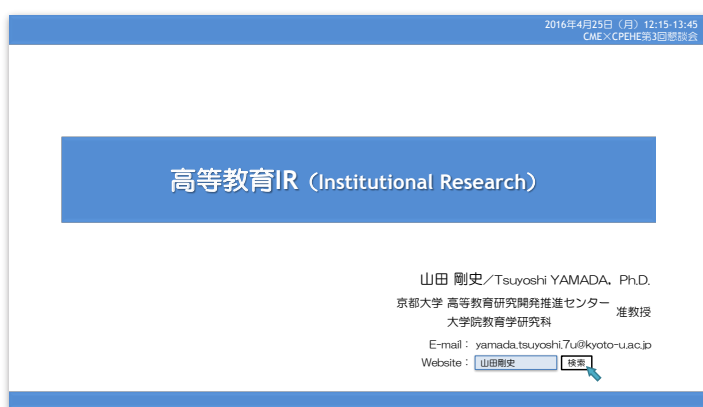 2016年4月25日（月）12:15-13:45
CME×CPEHE第3回懇談会
高等教育IR（Institutional Research）
山田 剛史／Tsuyoshi YAMADA, Ph.D.
京都大学 高等教育研究開発推進センター
准教授
大学院教育学研究科
E-mail： yamada.tsuyoshi.7u@kyoto-u.ac.jp
Website： 山田剛史 検索